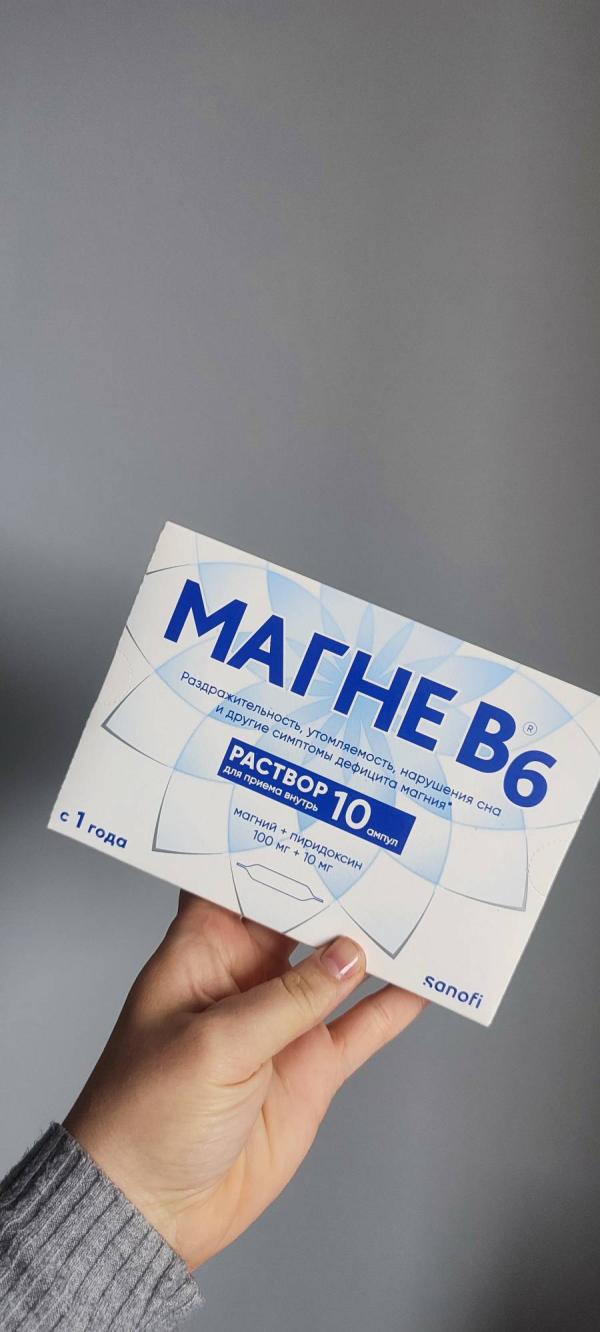 МАГНЕ B6®
Раздражительность, утомляемость, нарушения сна
и другие симптомы дефицита магния*
РАСТВОР 10 ампул
для приема внутрь
магний + пиридоксин
100 мг + 10 мг
с 1 года
sanofi